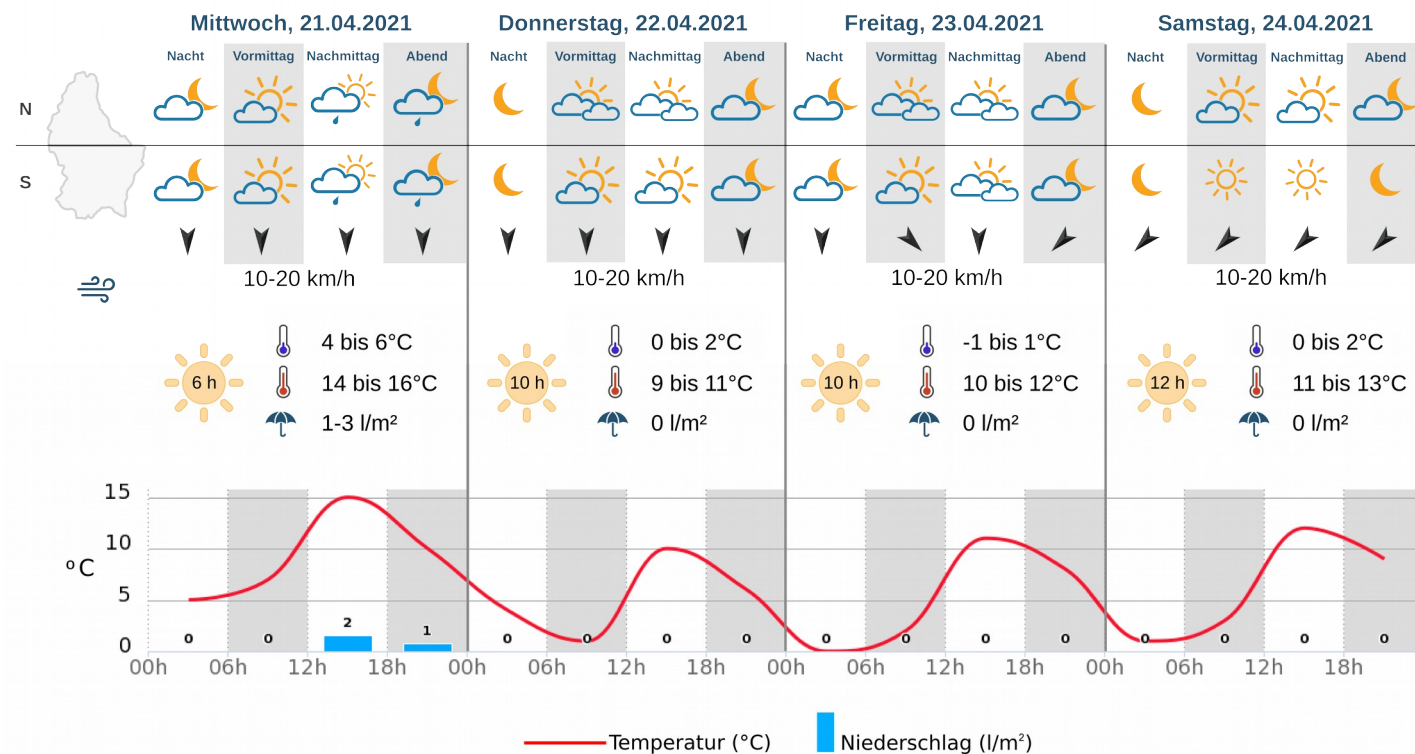 Mittwoch, 21.04.2021 Donnerstag, 22.04.2021 Freitag, 23.04.2021 Samstag, 24.04.2021
Nacht Vormittag Nachmittag Abend Nacht Vormittag Nachmittag Abend Nacht Vormittag Nachmittag Abend Nacht Vormittag Nachmittag Abend
N
S
10-20 km/h 10-20 km/h 10-20 km/h 10-20 km/h
4 bis 6°C 0 bis 2°C -1 bis 1°C 0 bis 2°C
6 h 14 bis 16°C 10 h 9 bis 11°C 10 h 10 bis 12°C 12 h 11 bis 13°C
1-3 l/m² 0 l/m² 0 l/m² 0 l/m²
15
10
°C
5
2
1
0 0 0 0 0 0 0 0 0 0 0 0 0 0
0
00h 06h 12h 18h 00h 06h 12h 18h 00h 06h 12h 18h 00h 06h 12h 18h
Temperatur (°C) Niederschlag (l/m²)